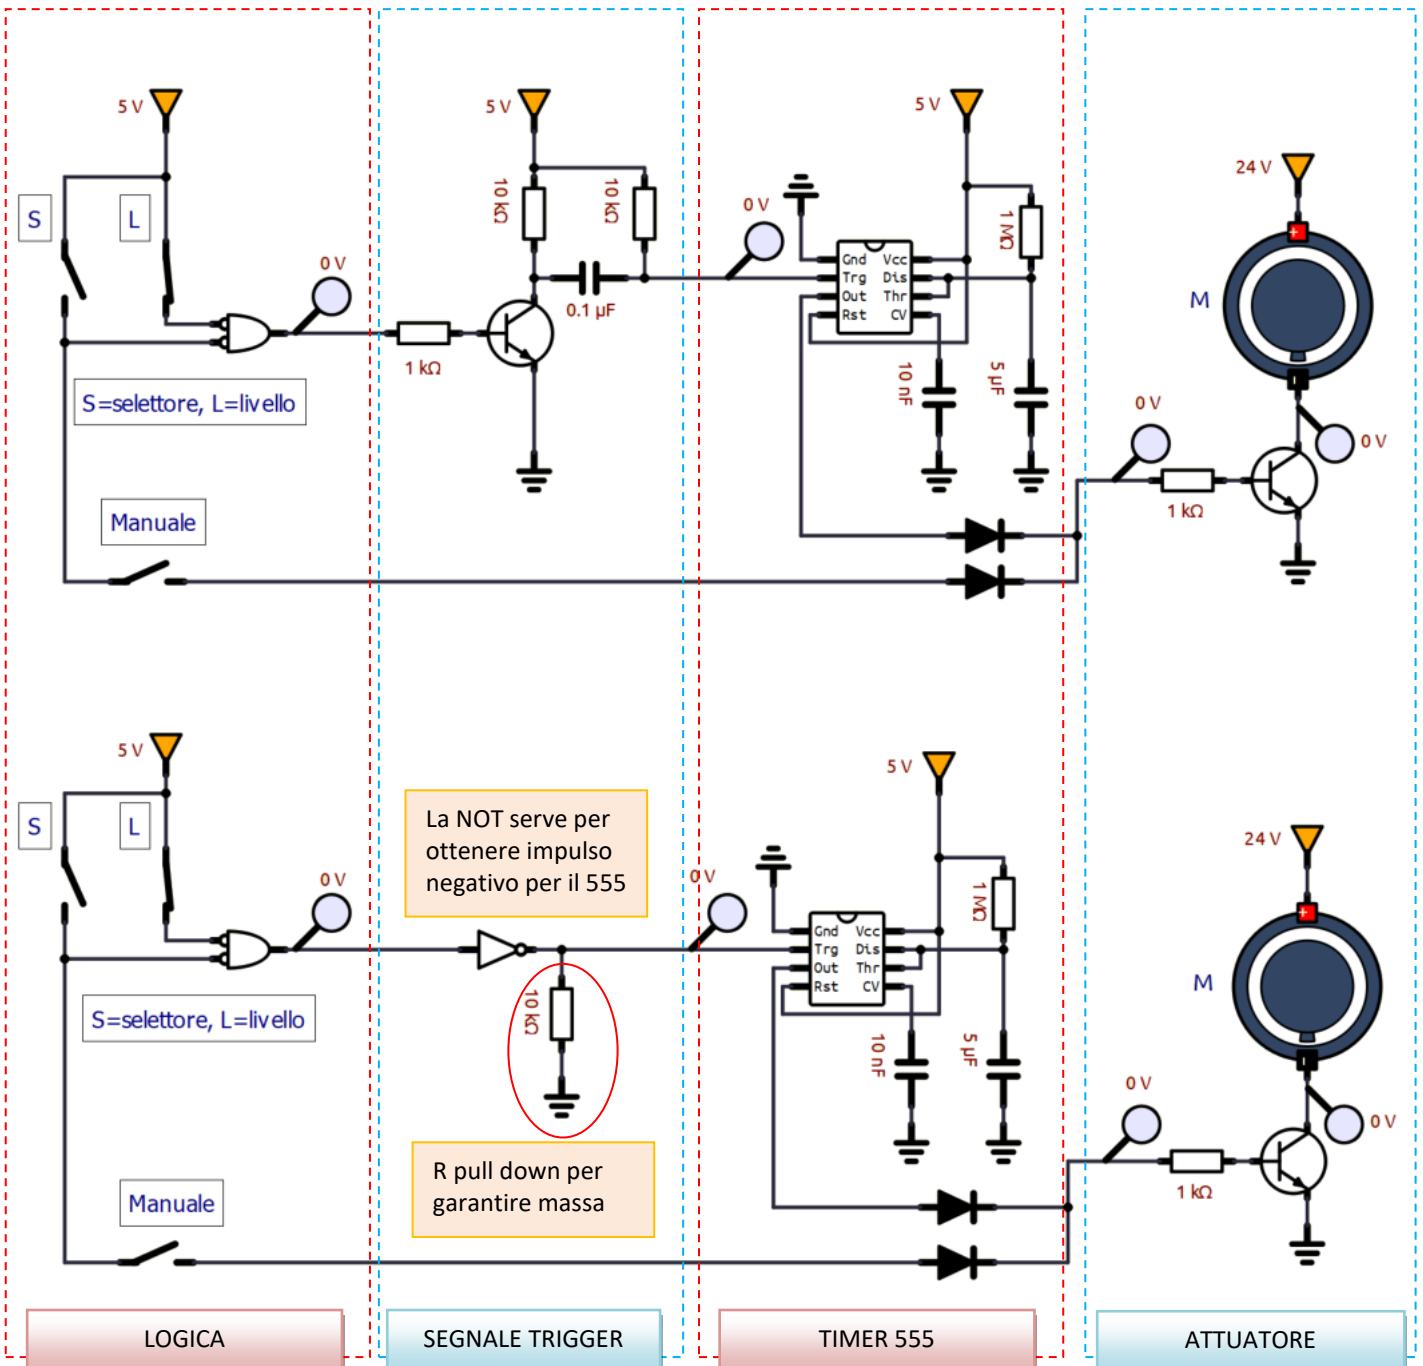 5 V
5 V
5 V
24 V
S
L
10 kΩ
10 kΩ
0 V
1 MΩ
0 V
Gnd Vcc
Trg Dis
Out Thr
Rst CV
M
0.1 µF
1 kΩ
10 nF
5 µF
S=selettore, L=livello
0 V
0 V
1 kΩ
Manuale
5 V
5 V
La NOT serve per
ottenere impulso
negativo per il 555
24 V
S
L
0 V
0 V
1 MΩ
Gnd Vcc
Trg Dis
Out Thr
Rst CV
M
10 kΩ
S=selettore, L=livello
10 nF
5 µF
0 V
0 V
R pull down per
garantire massa
1 kΩ
Manuale
LOGICA
SEGNALE TRIGGER
TIMER 555
ATTUATORE